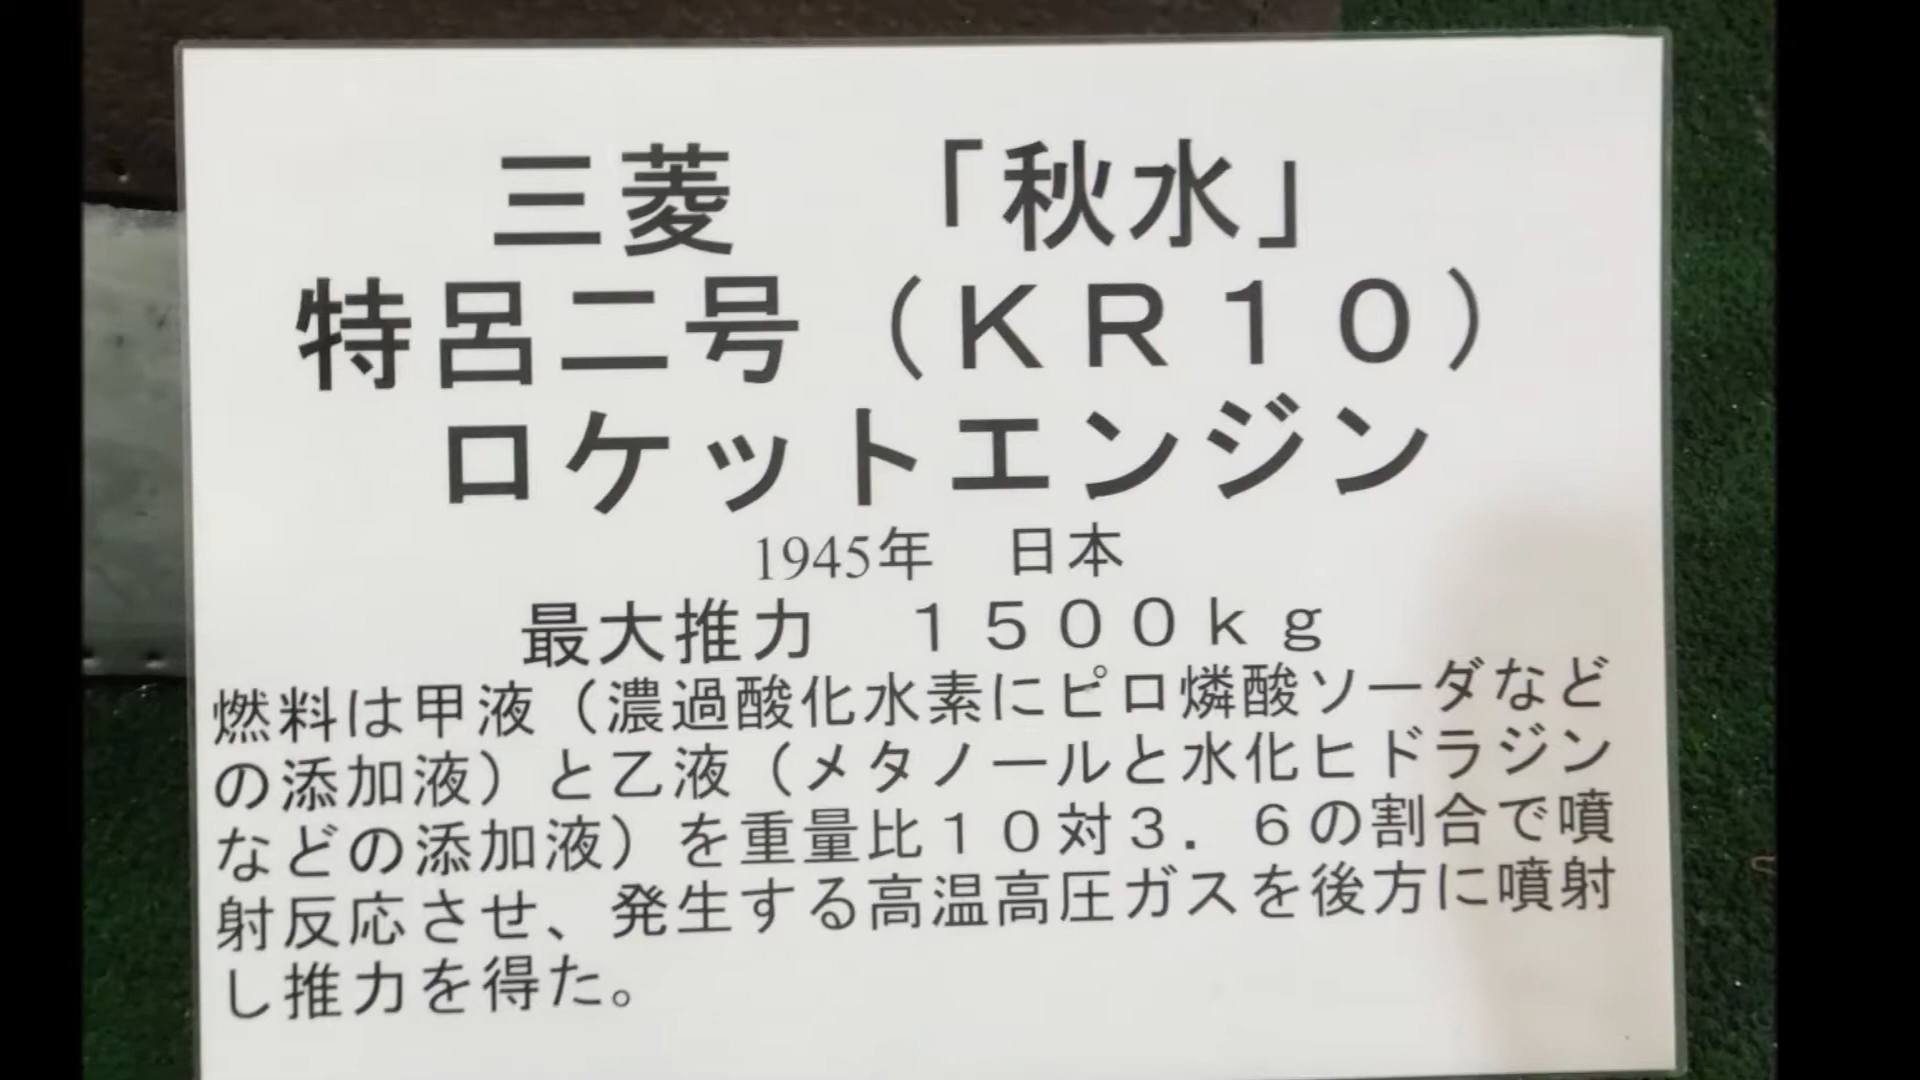 三菱　「秋水」
特呂二号（ＫＲ１０）
ロケットエンジン
1945年　日本
最大推力　１５００ｋｇ
燃料は甲液（濃過酸化水素にピロ燐酸ソーダなど
の添加液）と乙液（メタノールと水化ヒドラジン
などの添加液）を重量比１０対３．６の割合で噴
射反応させ、発生する高温高圧ガスを後方に噴射
し推力を得た。